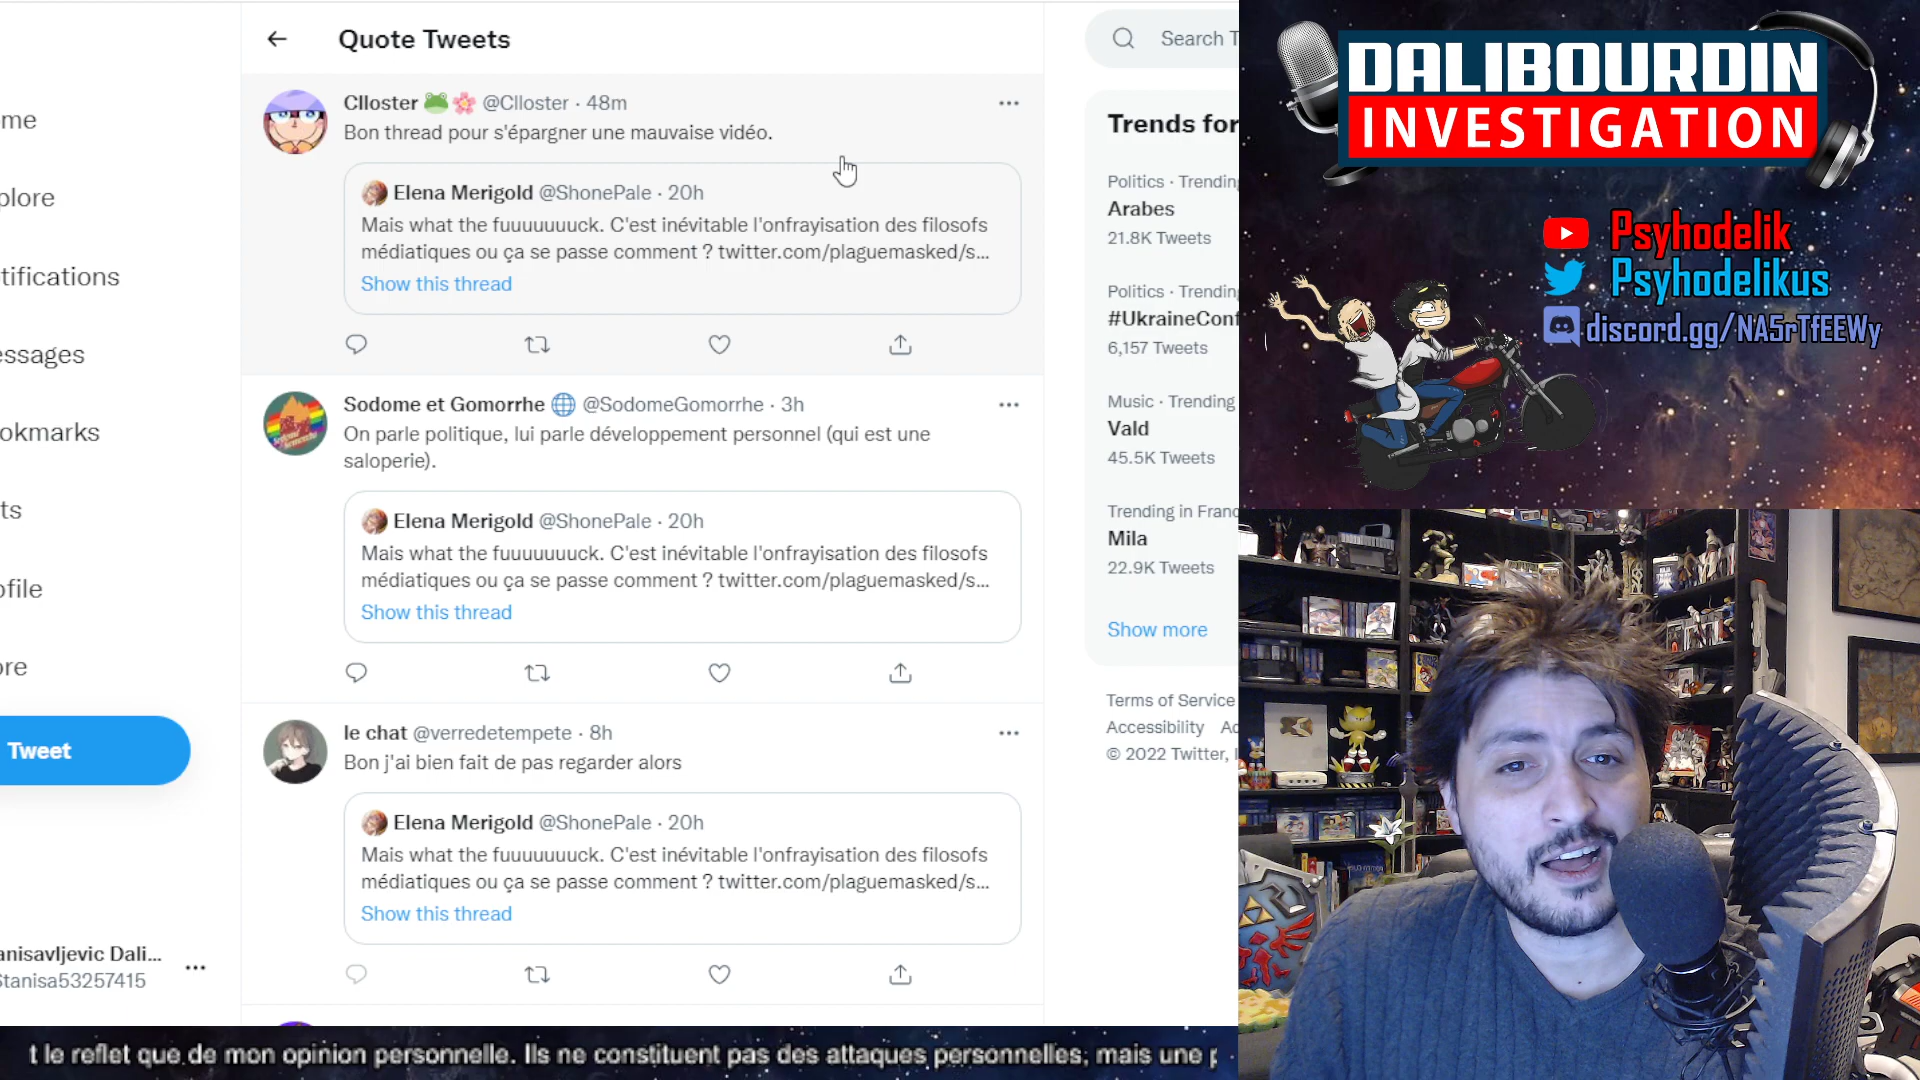 Quote Tweets
Search T
me
plore
tifications
essages
okmarks
ts
ofile
ore
Tweet
anisavljevic Dali...
Stanisa53257415
Clloster @Clloster · 48m
Bon thread pour s'épargner une mauvaise vidéo.
Elena Merigold @ShonePale · 20h
Mais what the fuuuuuuuck. C'est inévitable l'onfrayisation des filosofs
médiatiques ou ça se passe comment ? twitter.com/plaguemasked/s...
Show this thread
Sodome et Gomorrhe @SodomeGomorrhe · 3h
On parle politique, lui parle développement personnel (qui est une
saloperie).
Elena Merigold @ShonePale · 20h
Mais what the fuuuuuuuck. C'est inévitable l'onfrayisation des filosofs
médiatiques ou ça se passe comment ? twitter.com/plaguemasked/s...
Show this thread
le chat @verredetempete · 8h
Bon j'ai bien fait de pas regarder alors
Elena Merigold @ShonePale · 20h
Mais what the fuuuuuuuck. C'est inévitable l'onfrayisation des filosofs
médiatiques ou ça se passe comment ? twitter.com/plaguemasked/s...
Show this thread
Trends for
Politics · Trending
Arabes
21.8K Tweets
Politics · Trending
#UkraineConf
6,157 Tweets
Music · Trending
Vald
45.5K Tweets
Trending in Franc
Mila
22.9K Tweets
Show more
Terms of Service
Accessibility Ad
© 2022 Twitter, I
DALIBOURDIN
INVESTIGATION
Psyhodelik
Psyhodelikus
discord.gg/NA5rTfEEWy
t le reflet que de mon opinion personnelle. Ils ne constituent pas des attaques personnelles, mais une p